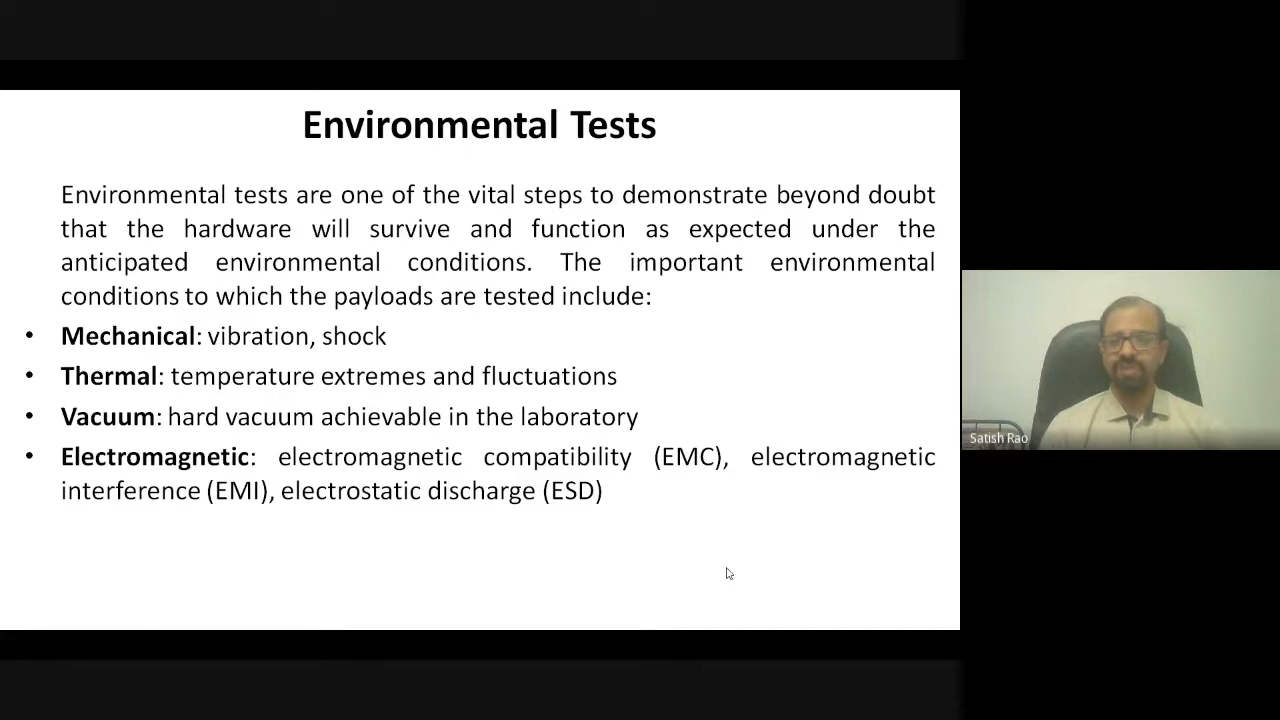 Environmental Tests
Environmental tests are one of the vital steps to demonstrate beyond doubt
that the hardware will survive and function as expected under the
anticipated environmental conditions. The important environmental
conditions to which the payloads are tested include:
• Mechanical: vibration, shock
• Thermal: temperature extremes and fluctuations
• Vacuum: hard vacuum achievable in the laboratory
• Electromagnetic: electromagnetic compatibility (EMC), electromagnetic
interference (EMI), electrostatic discharge (ESD)
Satish Rao